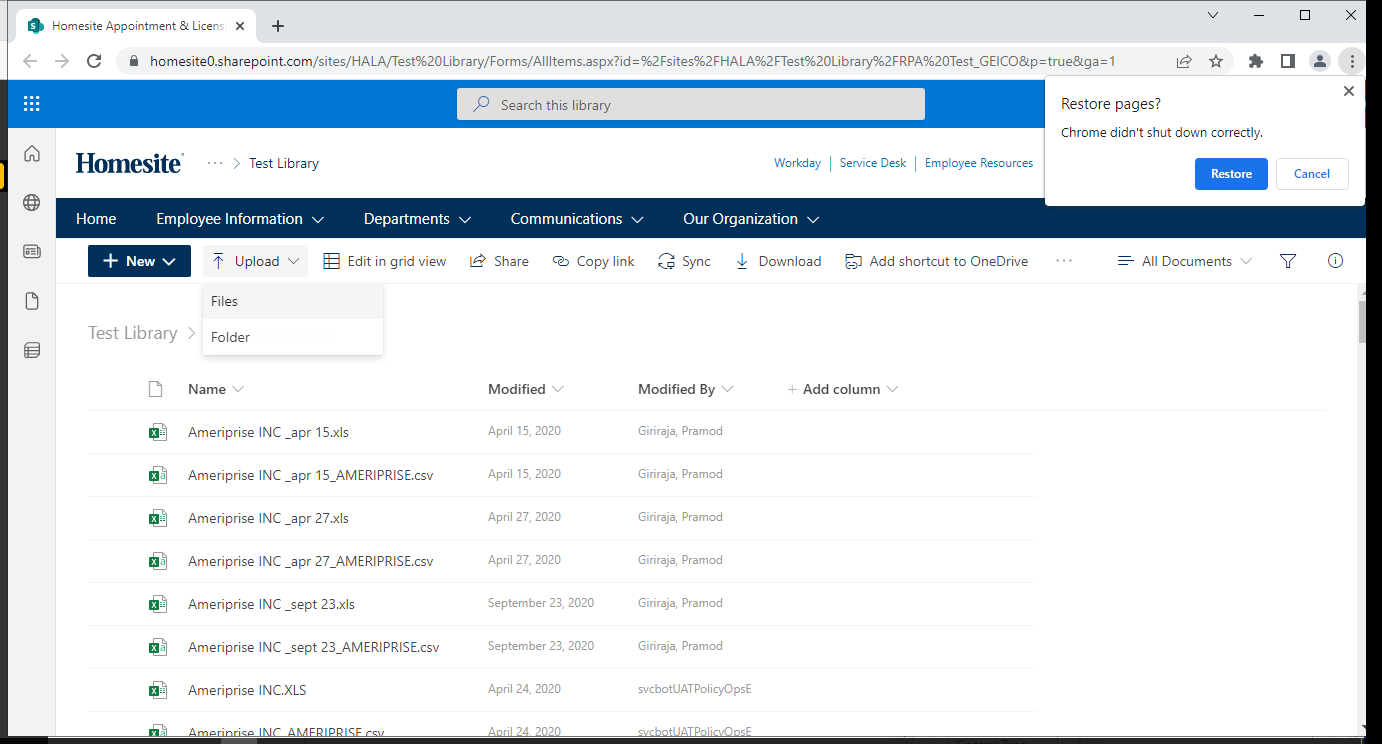 Homesite Appointment & Licens
homesite0.sharepoint.com/sites/HALA/Test%20Library/Forms/AllItems.aspx?id=%2Fsites%2FHALA%2FTest%20Library%2FRPA%20Test_GEICO&p=true&ga=1
Search this library
Restore pages?
Chrome didn't shut down correctly.
Restore Cancel
Homesite ··· > Test Library Workday | Service Desk | Employee Resources
Home Employee Information Departments Communications Our Organization
+ New Upload Edit in grid view Share Copy link Sync Download Add shortcut to OneDrive ··· All Documents
Files
Test Library >
Folder
Name Modified Modified By + Add column
Ameriprise INC _apr 15.xls April 15, 2020 Giriraja, Pramod
Ameriprise INC _apr 15_AMERIPRISE.csv April 15, 2020 Giriraja, Pramod
Ameriprise INC _apr 27.xls April 27, 2020 Giriraja, Pramod
Ameriprise INC _apr 27_AMERIPRISE.csv April 27, 2020 Giriraja, Pramod
Ameriprise INC _sept 23.xls September 23, 2020 Giriraja, Pramod
Ameriprise INC _sept 23_AMERIPRISE.csv September 23, 2020 Giriraja, Pramod
Ameriprise INC.XLS April 24, 2020 svcbotUATPolicyOpsE
Ameriprise INC_AMERIPRISE.csv April 24, 2020 svcbotUATPolicyOpsE